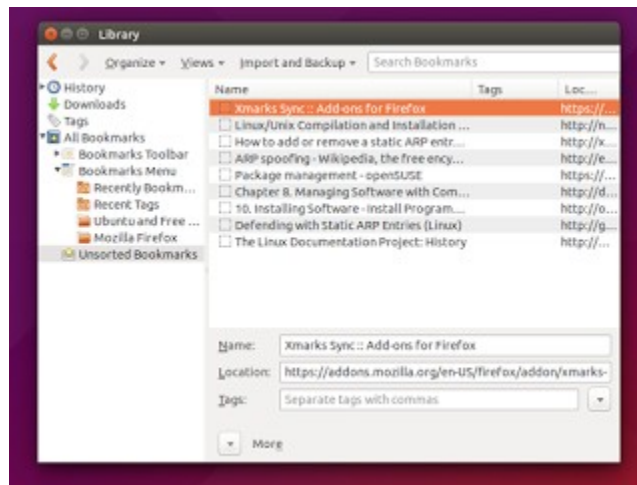 Library
Organize Views Import and Backup Search Bookmarks
History
Downloads
Tags
All Bookmarks
Bookmarks Toolbar
Bookmarks Menu
Recently Bookm...
Recent Tags
Ubuntu and Free ...
Mozilla Firefox
Unsorted Bookmarks
Name Tags Loc...
Xmarks Sync :: Add-ons for Firefox https://...
Linux/Unix Compilation and Installation ... http://n...
How to add or remove a static ARP entr... http://x...
ARP spoofing - Wikipedia, the free ency... http://e...
Package management - openSUSE https://...
Chapter 8. Managing Software with Com... http://d...
10. Installing Software - Install Program... http://o...
Defending with Static ARP Entries (Linux) http://g...
The Linux Documentation Project: History http://...
Name: Xmarks Sync :: Add-ons for Firefox
Location: https://addons.mozilla.org/en-US/firefox/addon/xmarks-
Tags: Separate tags with commas
More